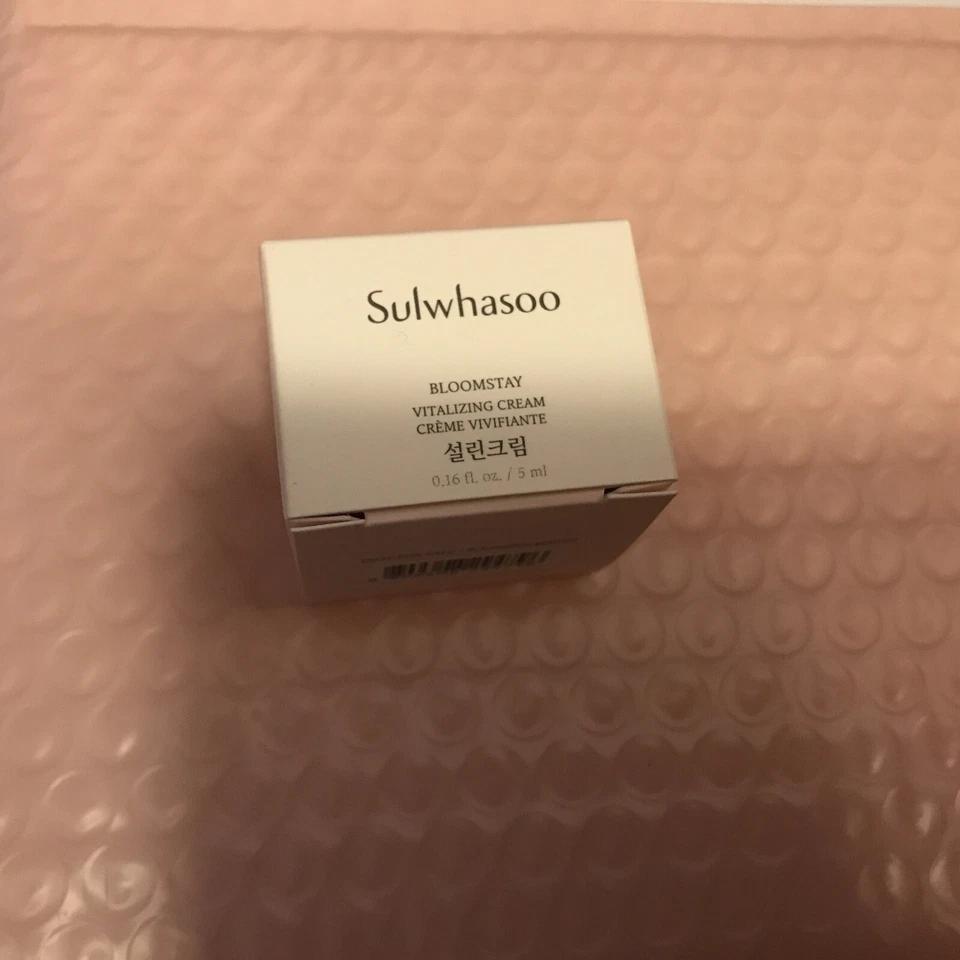 Sulwhasoo
BLOOMSTAY
VITALIZING CREAM
CRÈME VIVIFIANTE
설린크림
0.16 fl. oz. / 5 ml